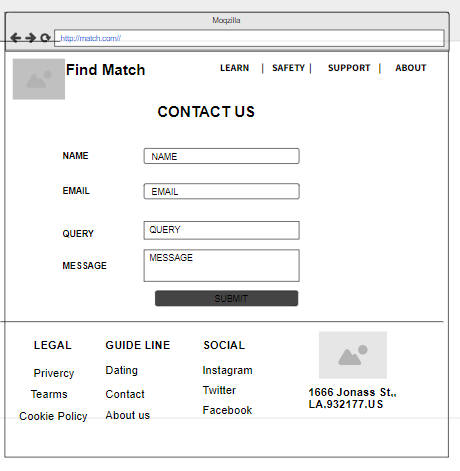 Moqzilla
http://match.com//
Find Match
LEARN | SAFETY | SUPPORT | ABOUT
CONTACT US
NAME NAME
EMAIL EMAIL
QUERY QUERY
MESSAGE MESSAGE
SUBMIT
LEGAL GUIDE LINE SOCIAL
Privercy Dating Instagram
Tearms Contact Twitter
Cookie Policy About us Facebook
1666 Jonass St,,
LA.932177.US